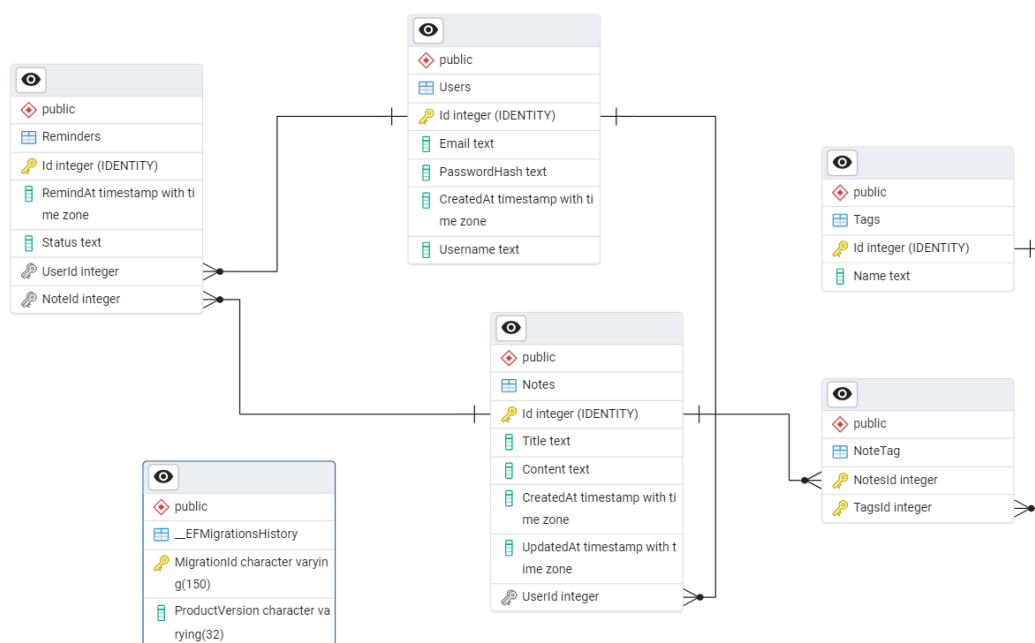 public
Reminders
Id integer (IDENTITY)
RemindAt timestamp with ti
me zone
Status text
UserId integer
NoteId integer
public
Users
Id integer (IDENTITY)
Email text
PasswordHash text
CreatedAt timestamp with ti
me zone
Username text
public
Tags
Id integer (IDENTITY)
Name text
public
Notes
Id integer (IDENTITY)
Title text
Content text
CreatedAt timestamp with ti
me zone
UpdatedAt timestamp with t
ime zone
UserId integer
public
NoteTag
NotesId integer
TagsId integer
public
__EFMigrationsHistory
MigrationId character varyin
g(150)
ProductVersion character va
rying(32)